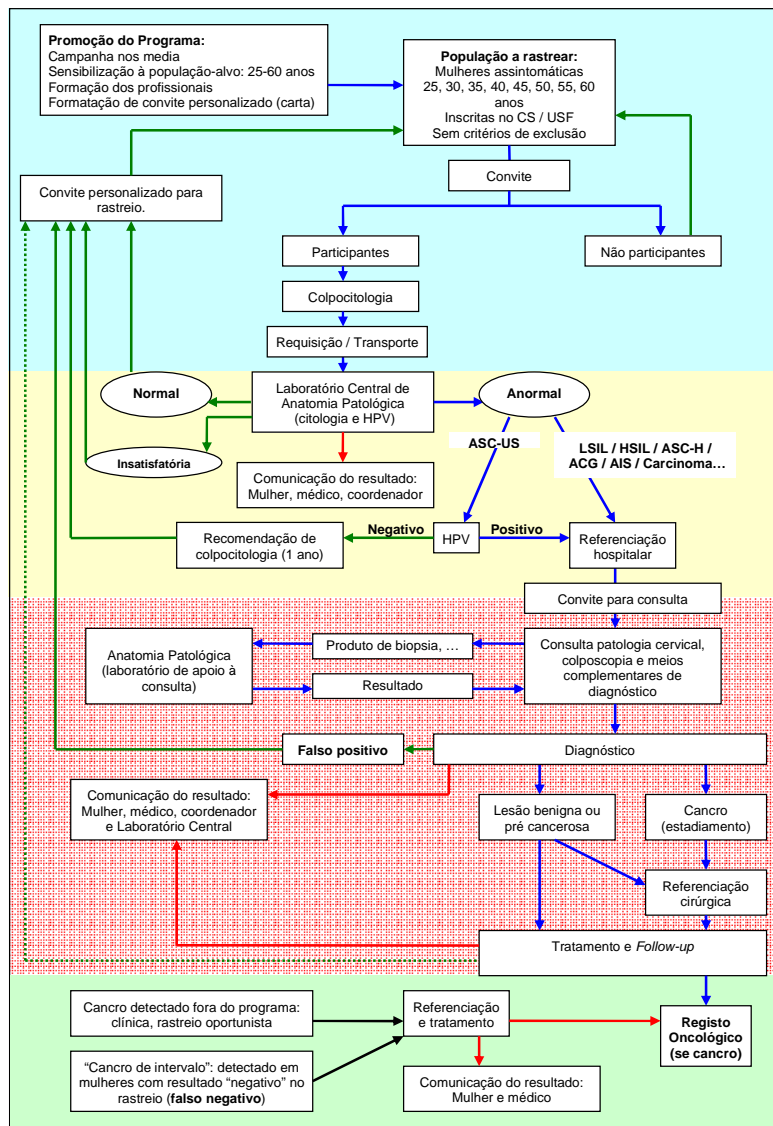 Promoção do Programa:
Campanha nos media
Sensibilização à população-alvo: 25-60 anos
Formação dos profissionais
Formatação de convite personalizado (carta)
População a rastrear:
Mulheres assintomáticas
25, 30, 35, 40, 45, 50, 55, 60
anos
Inscritas no CS / USF
Sem critérios de exclusão
Convite personalizado para
rastreio.
Convite
Participantes
Não participantes
Colpocitologia
Requisição / Transporte
Normal
Laboratório Central de
Anatomia Patológica
(citologia e HPV)
Anormal
Insatisfatória
ASC-US
LSIL / HSIL / ASC-H /
ACG / AIS / Carcinoma…
Comunicação do resultado:
Mulher, médico, coordenador
Recomendação de
colpocitologia (1 ano)
Negativo
HPV
Positivo
Referenciação
hospitalar
Convite para consulta
Anatomia Patológica
(laboratório de apoio à
consulta)
Produto de biopsia, …
Resultado
Consulta patologia cervical,
colposcopia e meios
complementares de
diagnóstico
Falso positivo
Diagnóstico
Comunicação do resultado:
Mulher, médico, coordenador
e Laboratório Central
Lesão benigna ou
pré cancerosa
Cancro
(estadiamento)
Referenciação
cirúrgica
Tratamento e Follow-up
Cancro detectado fora do programa:
clínica, rastreio oportunista
Referenciação
e tratamento
Registo
Oncológico
(se cancro)
“Cancro de intervalo”: detectado em
mulheres com resultado “negativo” no
rastreio (falso negativo)
Comunicação do resultado:
Mulher e médico